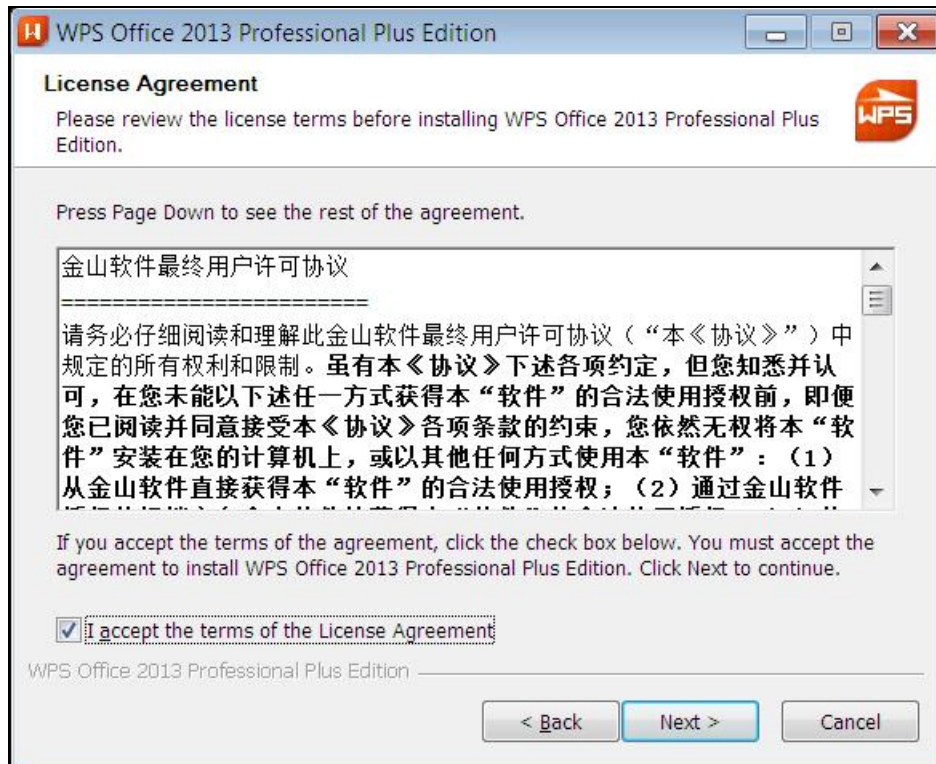 WPS Office 2013 Professional Plus Edition
License Agreement
Please review the license terms before installing WPS Office 2013 Professional Plus
Edition.
WPS
Press Page Down to see the rest of the agreement.
金山软件最终用户许可协议
========================
请务必仔细阅读和理解此金山软件最终用户许可协议（“本《协议》”）中
规定的所有权利和限制。虽有本《协议》下述各项约定，但您知悉并认
可，在您未能以下述任一方式获得本“软件”的合法使用授权前，即便
您已阅读并同意接受本《协议》各项条款的约束，您依然无权将本“软
件”安装在您的计算机上，或以其他任何方式使用本“软件”：（1）
从金山软件直接获得本“软件”的合法使用授权；（2）通过金山软件
If you accept the terms of the agreement, click the check box below. You must accept the
agreement to install WPS Office 2013 Professional Plus Edition. Click Next to continue.
I accept the terms of the License Agreement
WPS Office 2013 Professional Plus Edition
< Back
Next >
Cancel